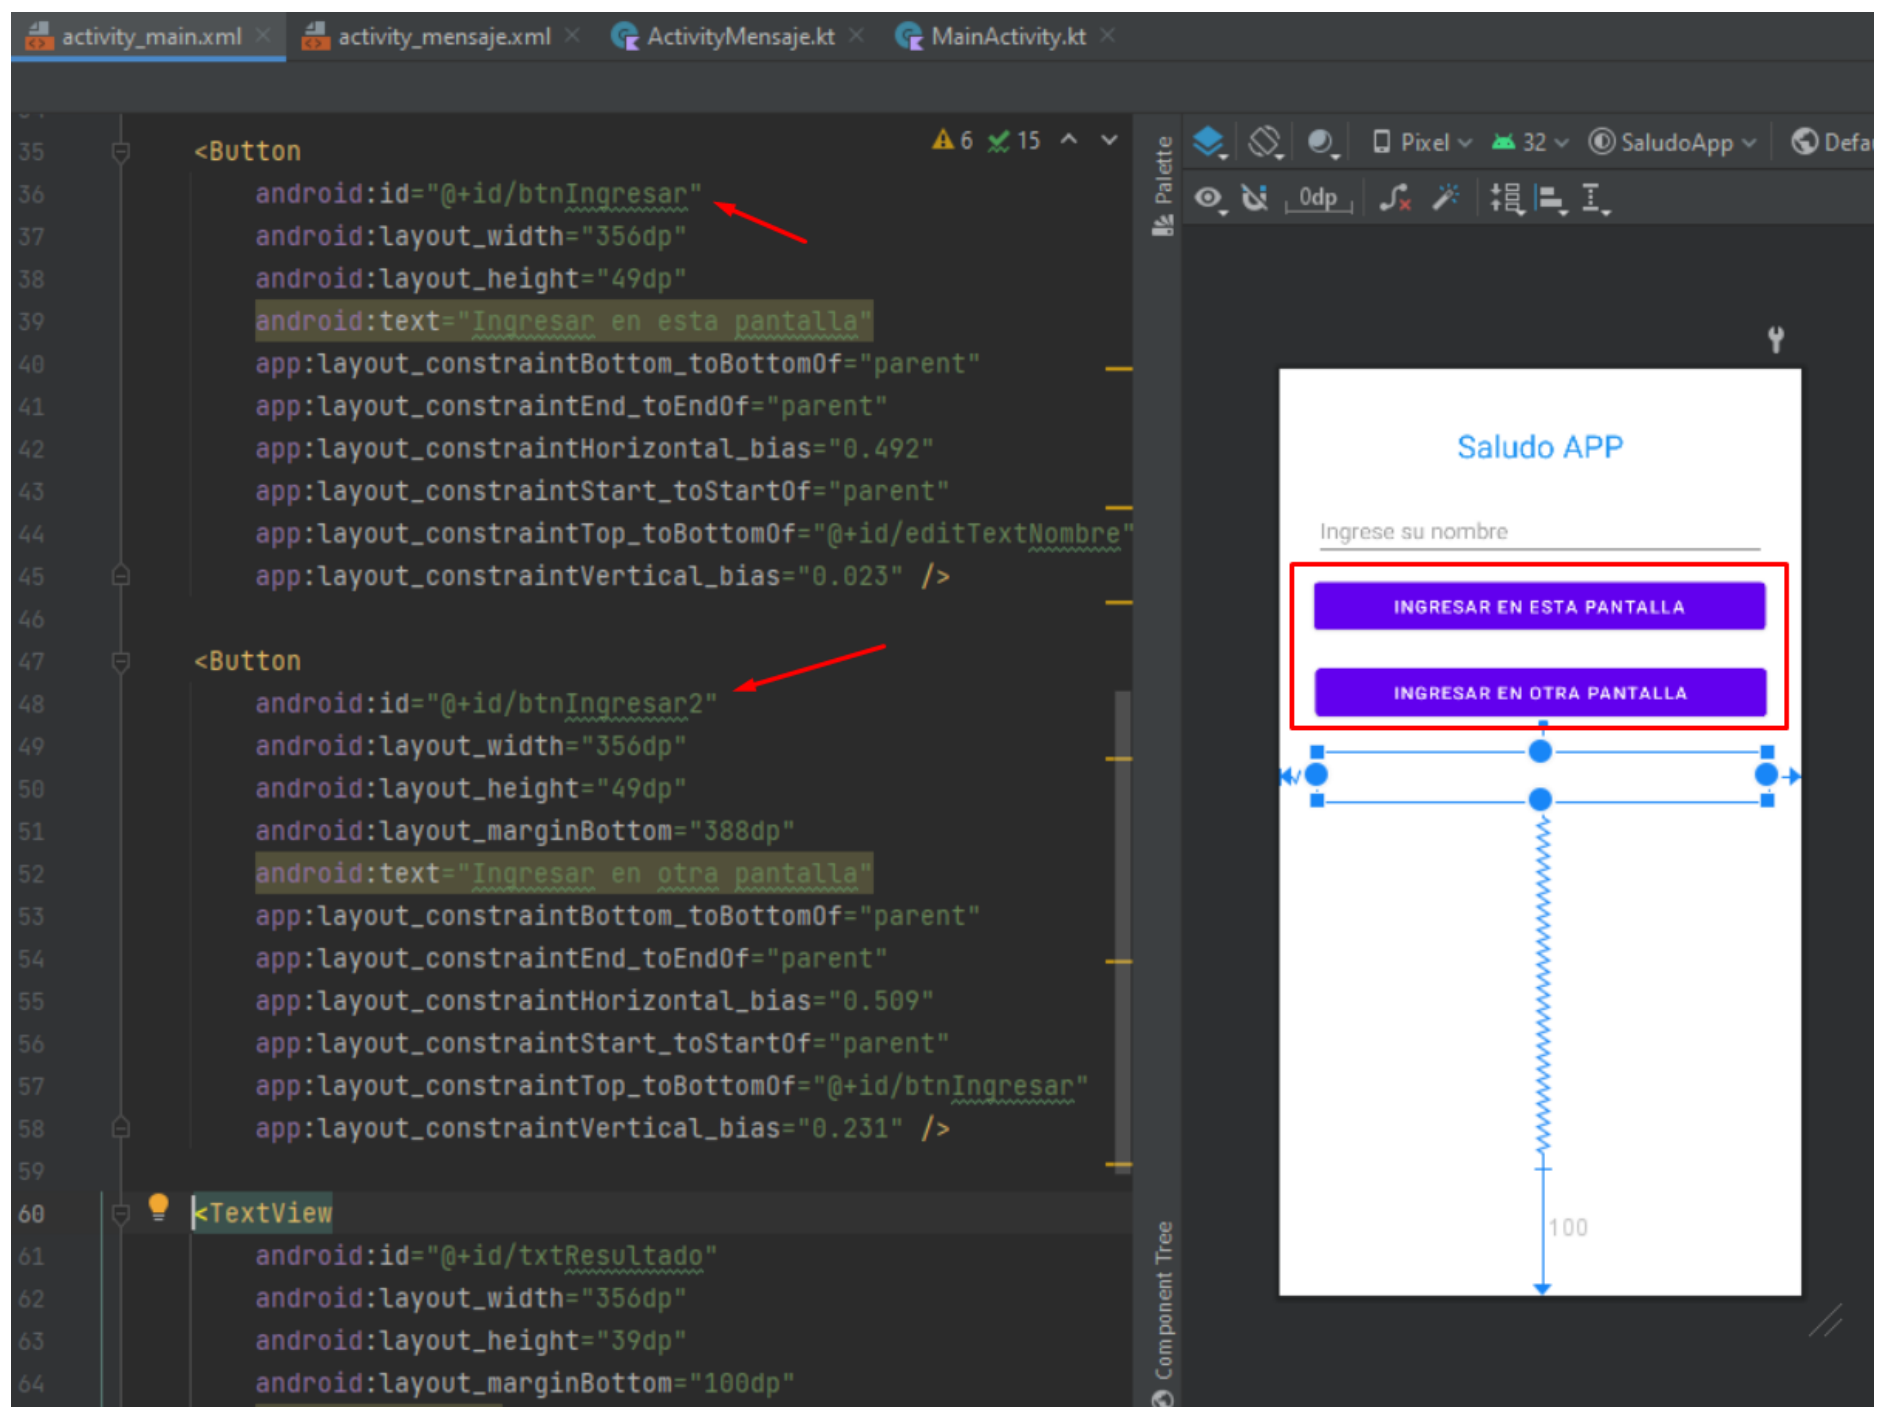 activity_main.xml
activity_mensaje.xml
ActivityMensaje.kt
MainActivity.kt
6 15
35 <Button
36 android:id="@+id/btnIngresar"
37 android:layout_width="356dp"
38 android:layout_height="49dp"
39 android:text="Ingresar en esta pantalla"
40 app:layout_constraintBottom_toBottomOf="parent"
41 app:layout_constraintEnd_toEndOf="parent"
42 app:layout_constraintHorizontal_bias="0.492"
43 app:layout_constraintStart_toStartOf="parent"
44 app:layout_constraintTop_toBottomOf="@+id/editTextNombre"
45 app:layout_constraintVertical_bias="0.023" />
46
47 <Button
48 android:id="@+id/btnIngresar2"
49 android:layout_width="356dp"
50 android:layout_height="49dp"
51 android:layout_marginBottom="388dp"
52 android:text="Ingresar en otra pantalla"
53 app:layout_constraintBottom_toBottomOf="parent"
54 app:layout_constraintEnd_toEndOf="parent"
55 app:layout_constraintHorizontal_bias="0.509"
56 app:layout_constraintStart_toStartOf="parent"
57 app:layout_constraintTop_toBottomOf="@+id/btnIngresar"
58 app:layout_constraintVertical_bias="0.231" />
59
60 <TextView
61 android:id="@+id/txtResultado"
62 android:layout_width="356dp"
63 android:layout_height="39dp"
64 android:layout_marginBottom="100dp"
Palette
Component Tree
Pixel 32 SaludoApp Defau
0dp
Saludo APP
Ingrese su nombre
INGRESAR EN ESTA PANTALLA
INGRESAR EN OTRA PANTALLA
100